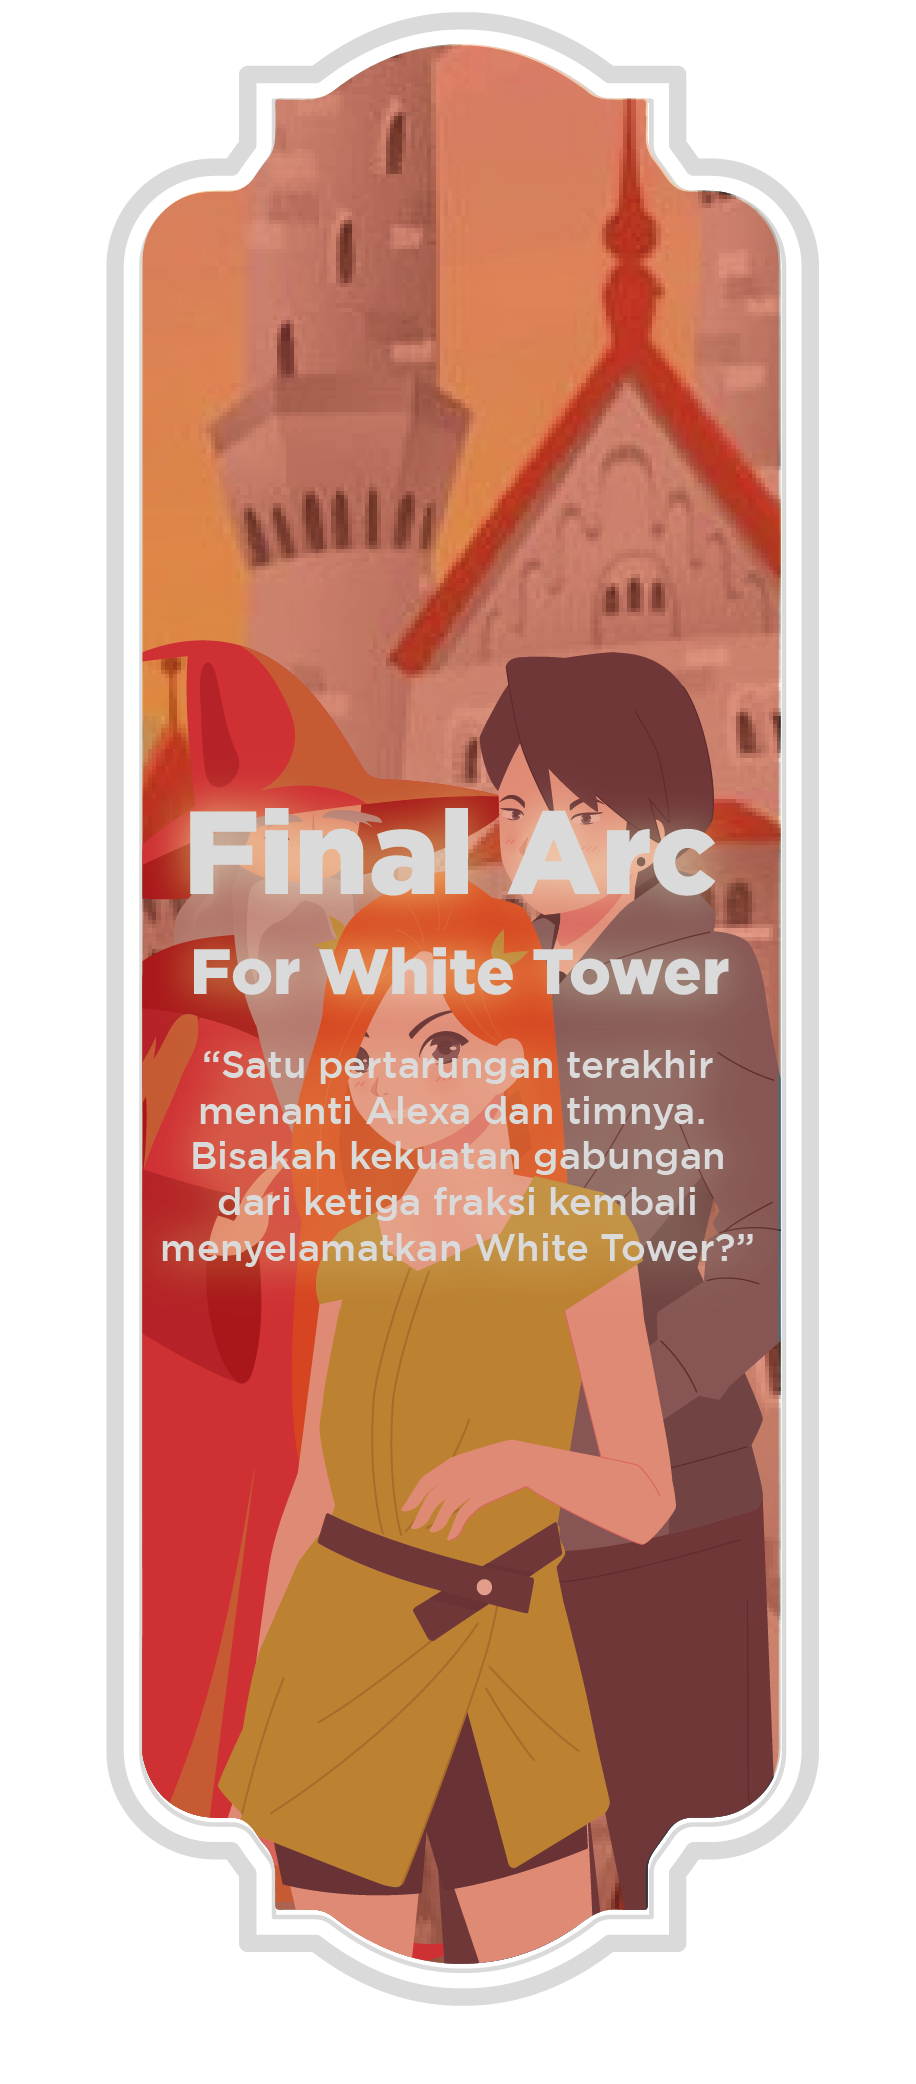 Final Arc
For White Tower
“Satu pertarungan terakhir
menanti Alexa dan timnya.
Bisakah kekuatan gabungan
dari ketiga fraksi kembali
menyelamatkan White Tower?”